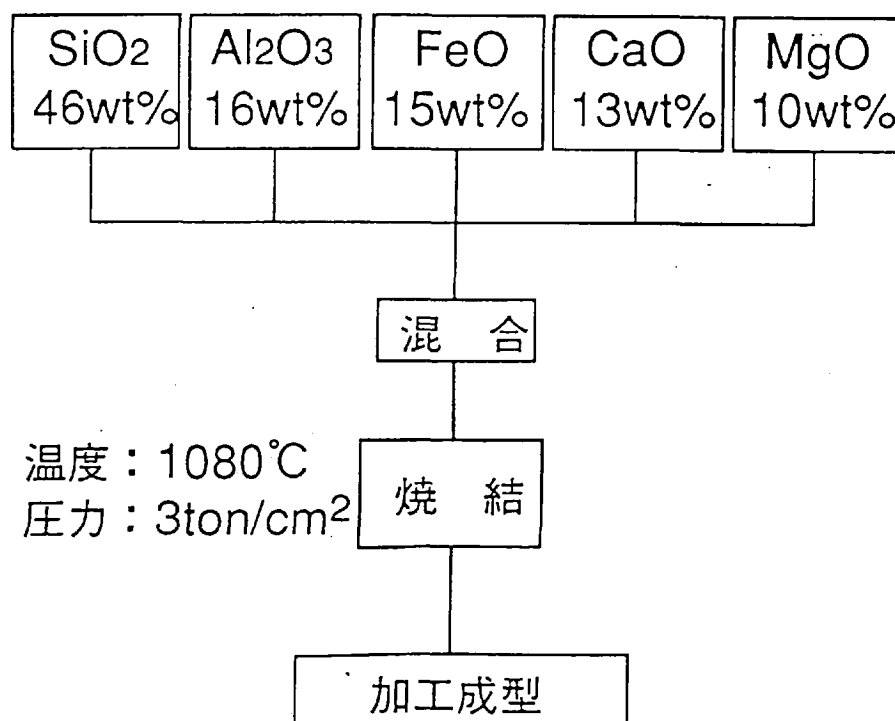 SiO2 Al2O3 FeO CaO MgO
46wt% 16wt% 15wt% 13wt% 10wt%
混 合
温度：1080℃
圧力：3ton/cm2
焼 結
加工成型